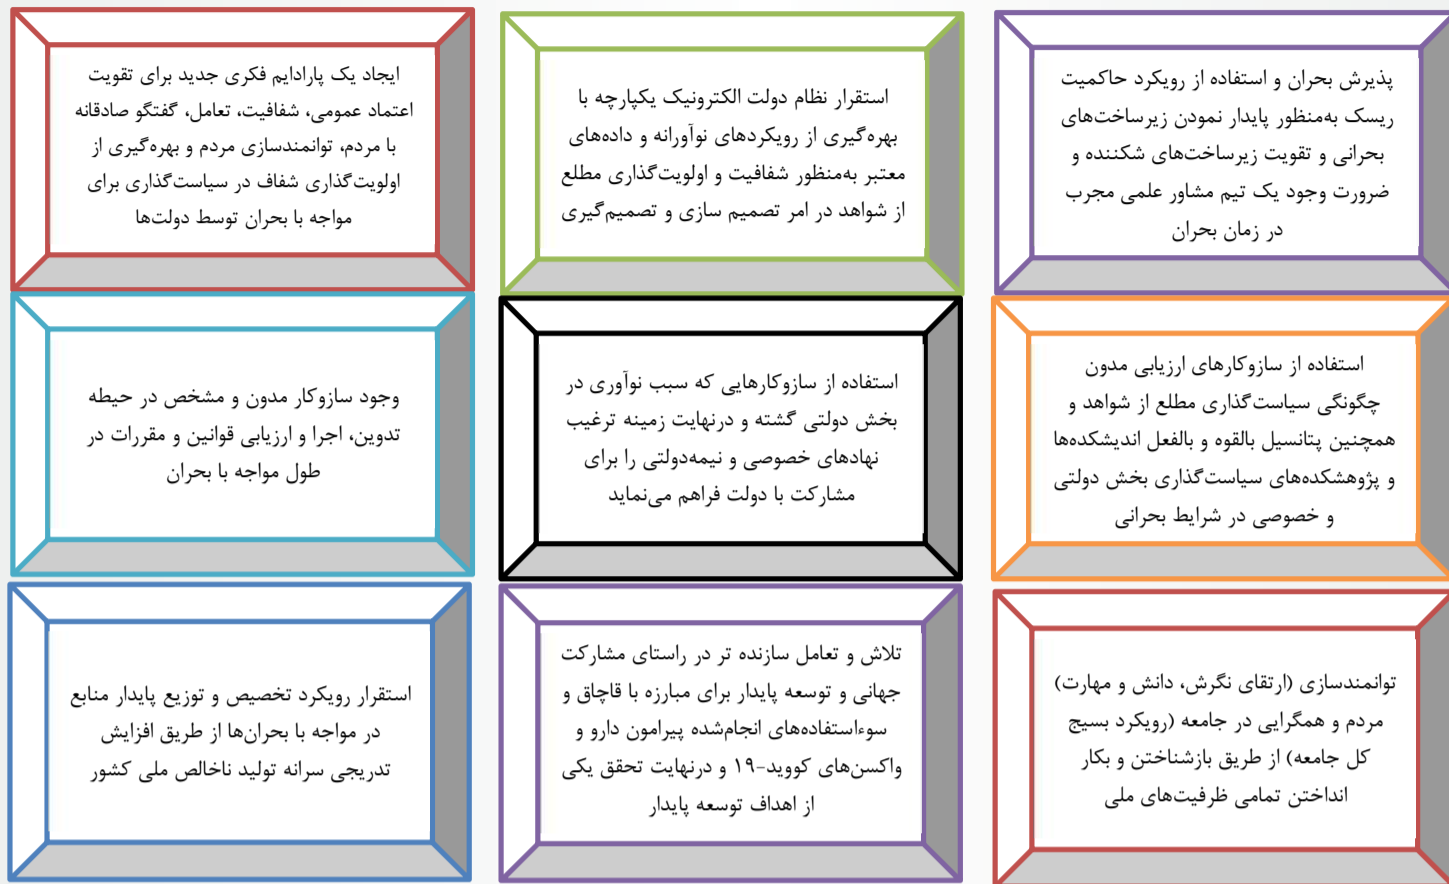 پذیرش بحران و استفاده از رویکرد حاکمیت
ریسک به‌منظور پایدار نمودن زیرساخت‌های
بحرانی و تقویت زیرساخت‌های شکننده و
ضرورت وجود یک تیم مشاور علمی مجرب
در زمان بحران
استقرار نظام دولت الکترونیک یکپارچه با
بهره‌گیری از رویکردهای نوآورانه و داده‌های
معتبر به‌منظور شفافیت و اولویت‌گذاری مطلع
از شواهد در امر تصمیم سازی و تصمیم‌گیری
ایجاد یک پارادایم فکری جدید برای تقویت
اعتماد عمومی، شفافیت، تعامل، گفتگو صادقانه
با مردم، توانمندسازی مردم و بهره‌گیری از
اولویت‌گذاری شفاف در سیاست‌گذاری برای
مواجه با بحران توسط دولت‌ها
استفاده از سازوکارهای ارزیابی مدون
چگونگی سیاست‌گذاری مطلع از شواهد و
همچنین پتانسیل بالقوه و بالفعل اندیشکده‌ها
و پژوهشکده‌های سیاست‌گذاری بخش دولتی
و خصوصی در شرایط بحرانی
استفاده از سازوکارهایی که سبب نوآوری در
بخش دولتی گشته و درنهایت زمینه ترغیب
نهادهای خصوصی و نیمه‌دولتی را برای
مشارکت با دولت فراهم می‌نماید
وجود سازوکار مدون و مشخص در حیطه
تدوین، اجرا و ارزیابی قوانین و مقررات در
طول مواجه با بحران
توانمندسازی (ارتقای نگرش، دانش و مهارت)
مردم و همگرایی در جامعه (رویکرد بسیج
کل جامعه) از طریق بازشناختن و بکار
انداختن تمامی ظرفیت‌های ملی
تلاش و تعامل سازنده تر در راستای مشارکت
جهانی و توسعه پایدار برای مبارزه با قاچاق و
سوءاستفاده‌های انجام‌شده پیرامون دارو و
واکسن‌های کووید-۱۹ و درنهایت تحقق یکی
از اهداف توسعه پایدار
استقرار رویکرد تخصیص و توزیع پایدار منابع
در مواجه با بحران‌ها از طریق افزایش
تدریجی سرانه تولید ناخالص ملی کشور